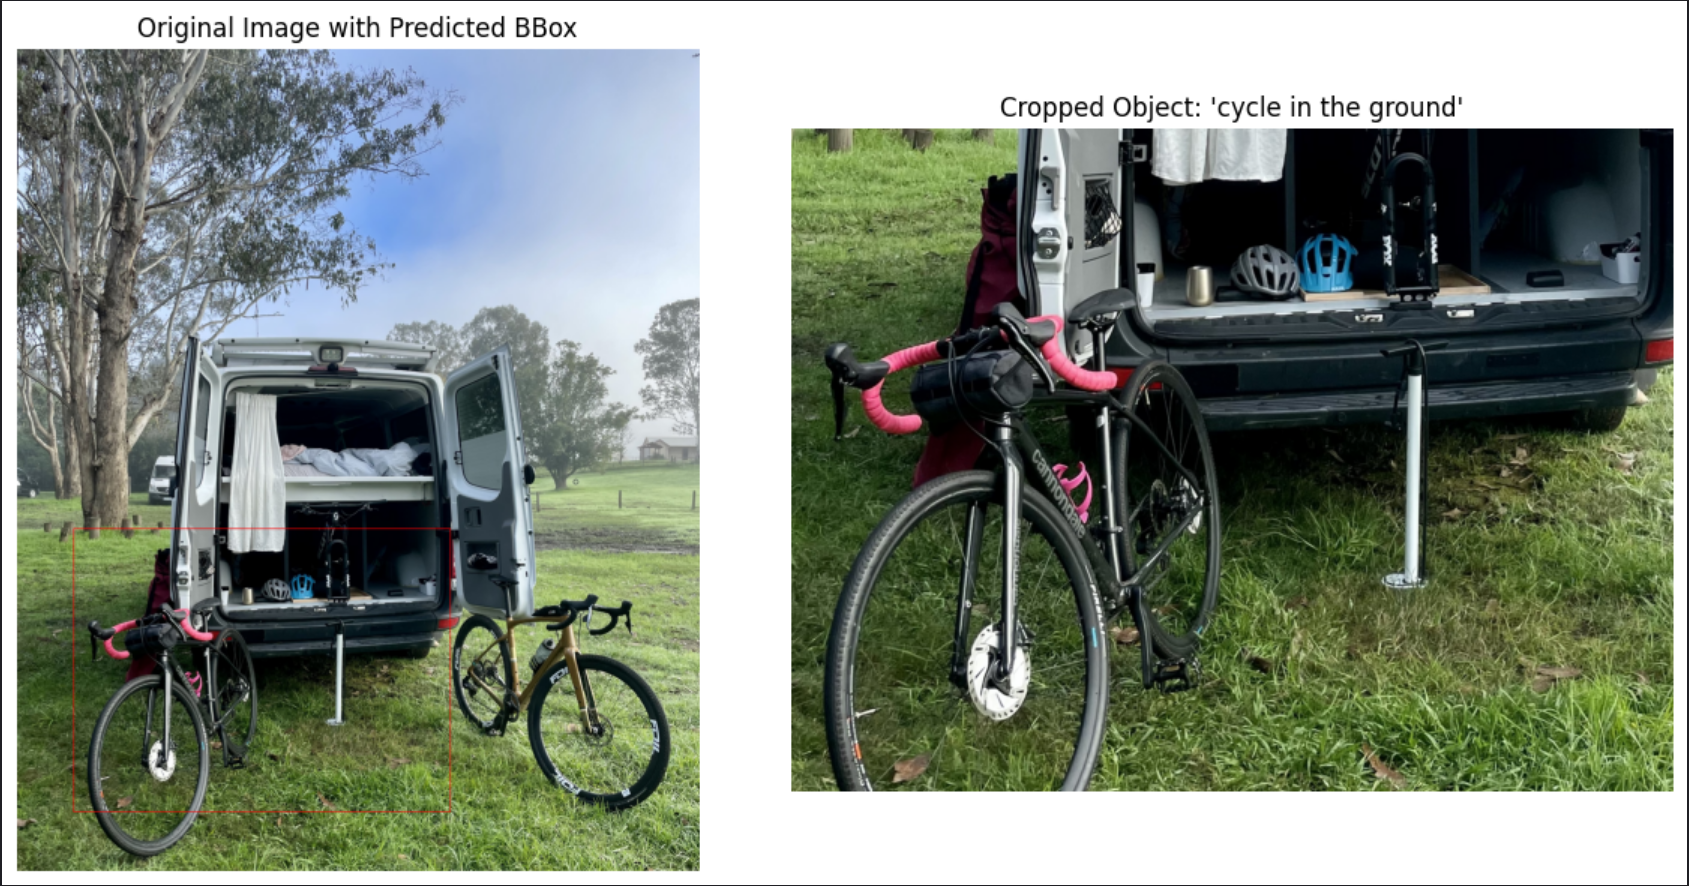 Original Image with Predicted BBox
Cropped Object: 'cycle in the ground'
cannondale